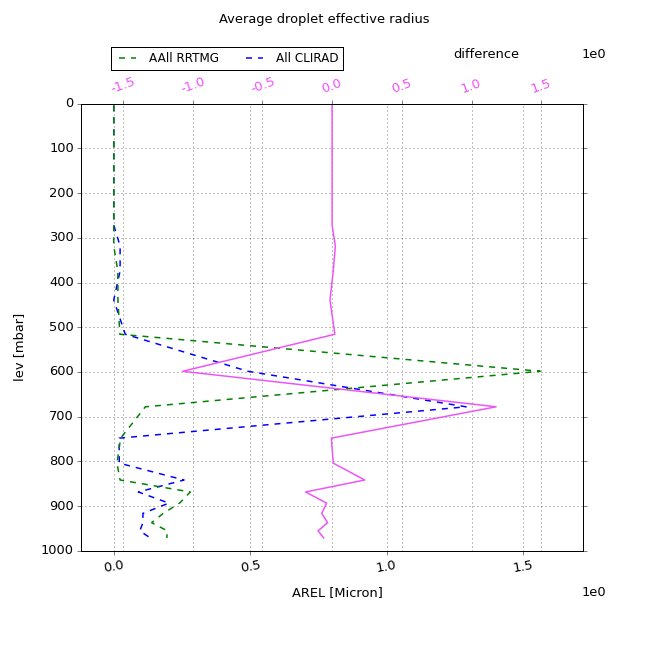 Average droplet effective radius
AAll RRTMG All CLIRAD difference 1e0
-1.5 -1.0 -0.5 0.0 0.5 1.0 1.5
0
100
200
300
400
500
600
700
800
900
1000
lev [mbar]
0.0 0.5 1.0 1.5
AREL [Micron] 1e0